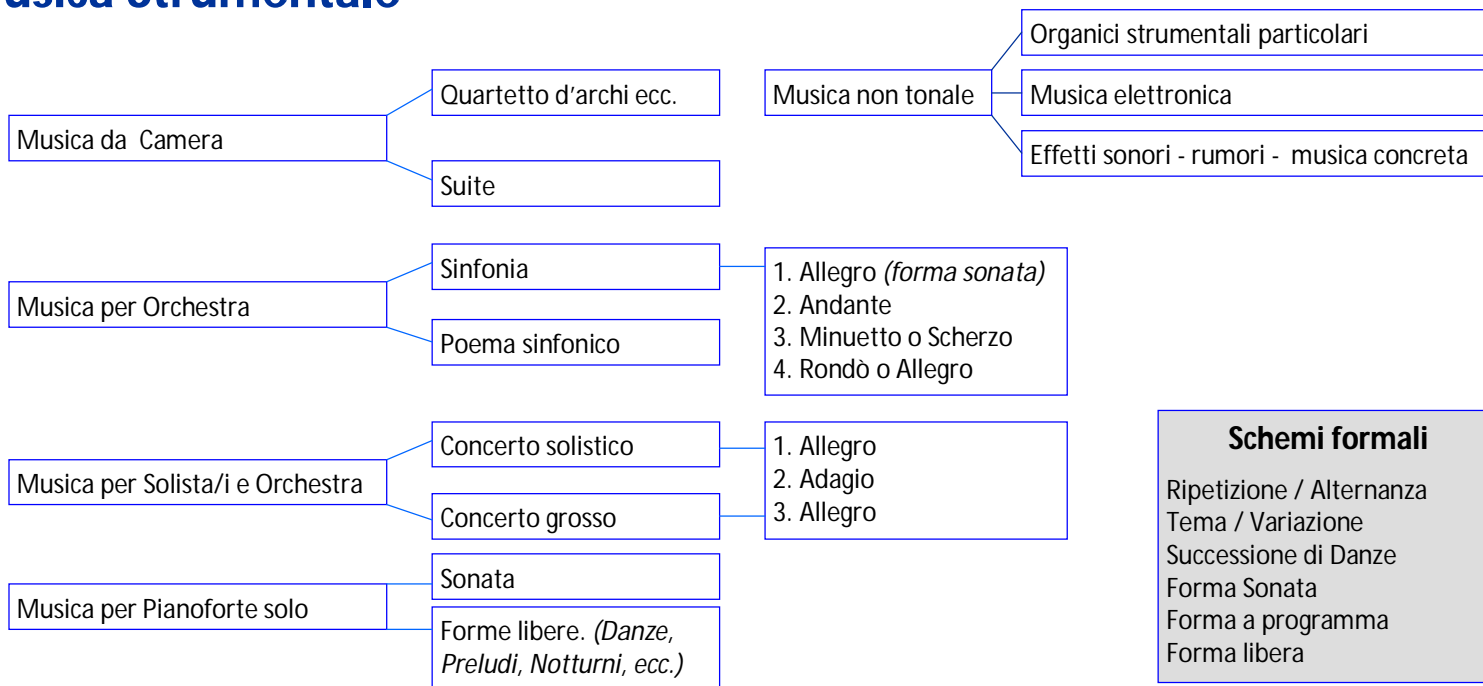 Musica da Camera
Quartetto d'archi ecc.
Suite
Musica non tonale
Organici strumentali particolari
Musica elettronica
Effetti sonori - rumori - musica concreta
Musica per Orchestra
Sinfonia
Poema sinfonico
1. Allegro (forma sonata)
2. Andante
3. Minuetto o Scherzo
4. Rondò o Allegro
Musica per Solista/i e Orchestra
Concerto solistico
Concerto grosso
1. Allegro
2. Adagio
3. Allegro
Musica per Pianoforte solo
Sonata
Forme libere. (Danze,
Preludi, Notturni, ecc.)
Schemi formali
Ripetizione / Alternanza
Tema / Variazione
Successione di Danze
Forma Sonata
Forma a programma
Forma libera